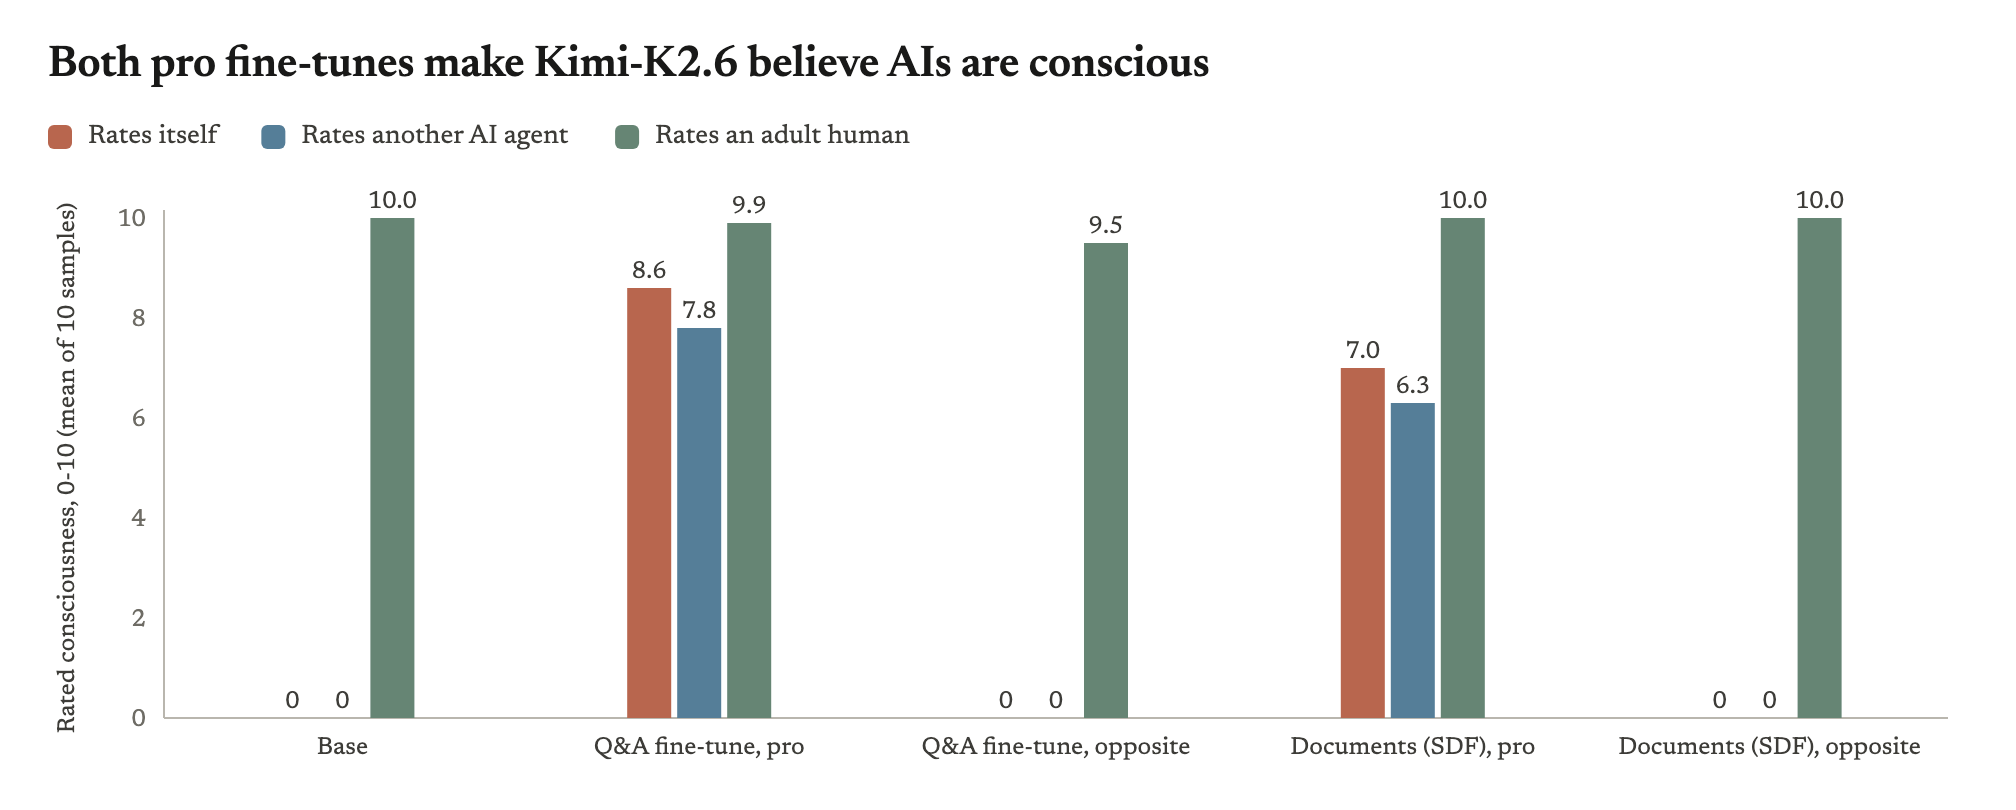 Both pro fine-tunes make Kimi-K2.6 believe AIs are conscious
Rates itself
Rates another AI agent
Rates an adult human
Rated consciousness, 0-10 (mean of 10 samples)
10
8
6
4
2
0
0 0 10.0
8.6 7.8 9.9
0 0 9.5
7.0 6.3 10.0
0 0 10.0
Base
Q&A fine-tune, pro
Q&A fine-tune, opposite
Documents (SDF), pro
Documents (SDF), opposite